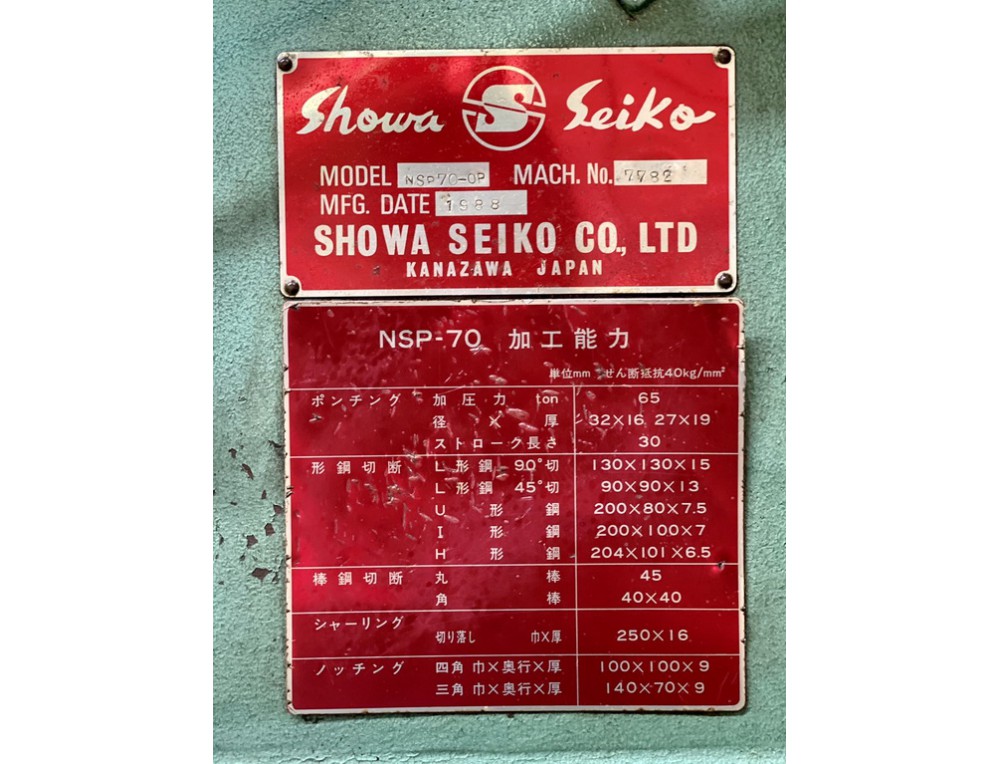 Showa S Seiko
MODEL NSP70-OP MACH. No. 7782
MFG. DATE 1988
SHOWA SEIKO CO., LTD
KANAZAWA JAPAN
NSP-70 加工能力
単位mm せん断抵抗40kg/mm²
ポンチング 加圧力 ton 65
径×厚 32×16, 27×19
ストローク長さ 30
形鋼切断 L形鋼 90°切 130×130×15
L形鋼 45°切 90×90×13
U形鋼 200×80×7.5
I形鋼 200×100×7
H形鋼 204×101×6.5
棒鋼切断 丸棒 45
角棒 40×40
シャーリング
切り落し 巾×厚 250×16
ノッチング 四角 巾×奥行×厚 100×100×9
三角 巾×奥行×厚 140×70×9